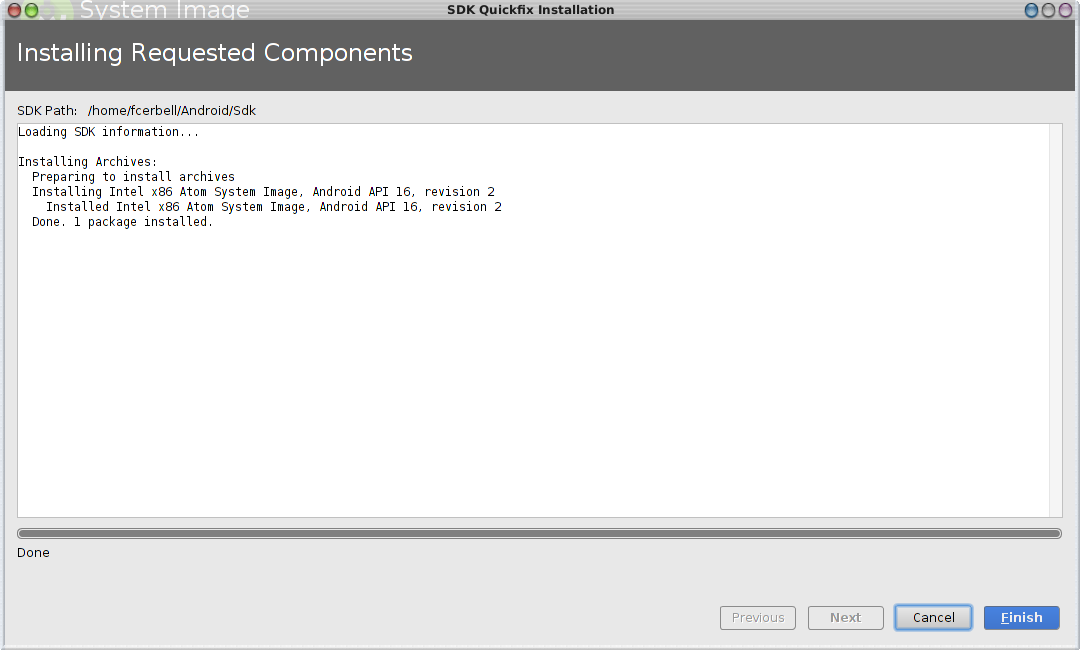 System Image
SDK Quickfix Installation
Installing Requested Components
SDK Path: /home/fcerbell/Android/Sdk
Loading SDK information...
Installing Archives:
Preparing to install archives
Installing Intel x86 Atom System Image, Android API 16, revision 2
Installed Intel x86 Atom System Image, Android API 16, revision 2
Done. 1 package installed.
Done
Previous Next Cancel Finish